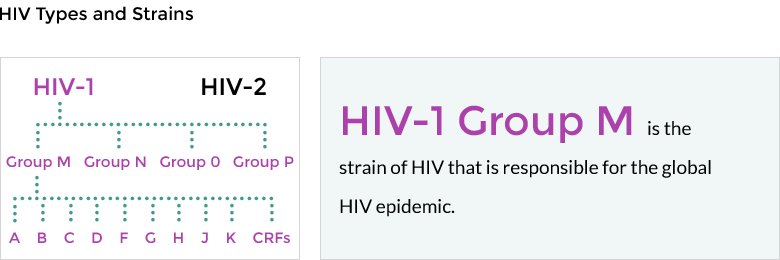 HIV Types and Strains
HIV-1 HIV-2
Group M Group N Group 0 Group P
A B C D F G H J K CRFs
HIV-1 Group M is the
strain of HIV that is responsible for the global
HIV epidemic.